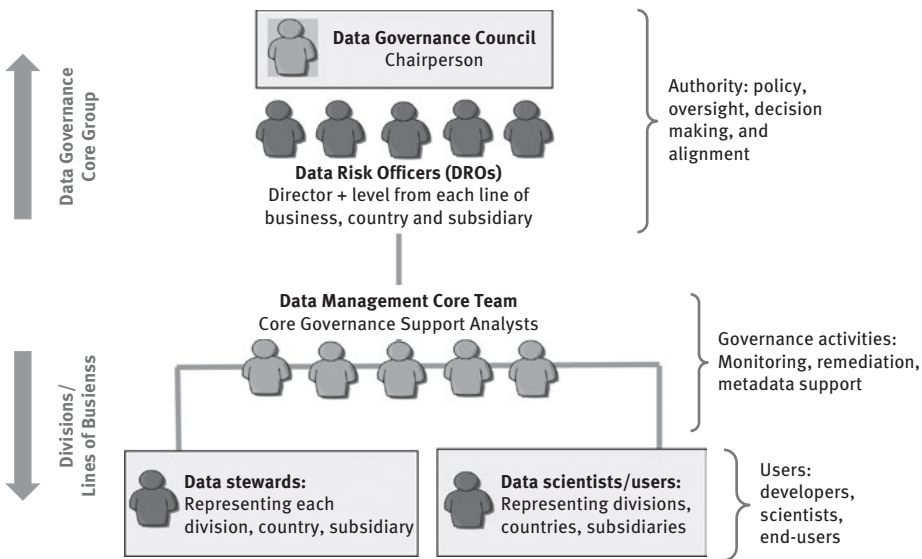 Data Governance
Core Group
Data Governance Council
Chairperson
Data Risk Officers (DROs)
Director + level from each line of
business, country and subsidiary
Authority: policy,
oversight, decision
making, and
alignment
Divisions/
Lines of Busienss
Data Management Core Team
Core Governance Support Analysts
Governance activities:
Monitoring, remediation,
metadata support
Data stewards:
Representing each
division, country, subsidiary
Data scientists/users:
Representing divisions,
countries, subsidiaries
Users:
developers,
scientists,
end-users